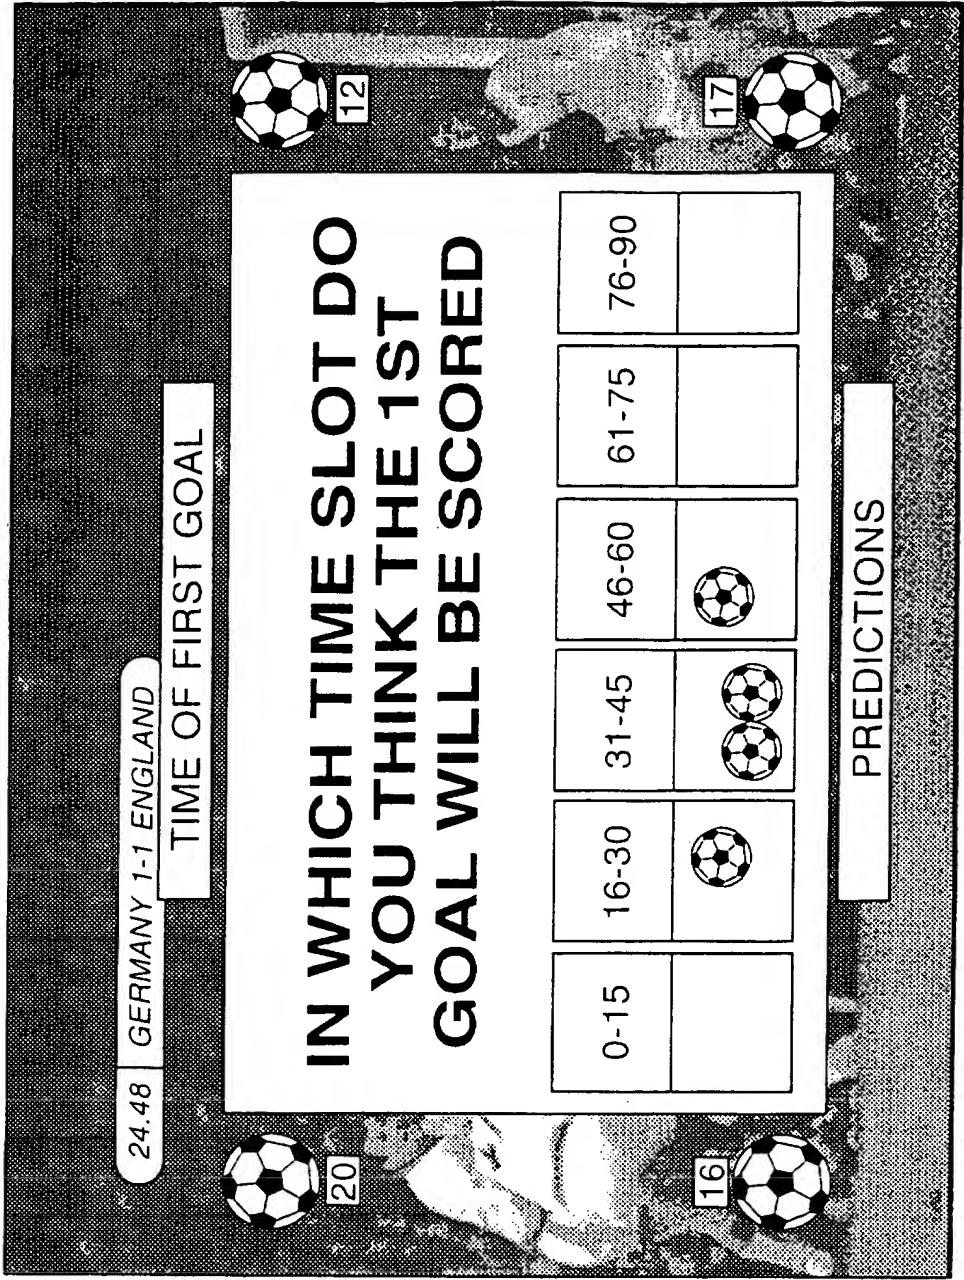 24.48 GERMANY 1-1 ENGLAND
TIME OF FIRST GOAL
20
12
IN WHICH TIME SLOT DO
YOU THINK THE 1ST
GOAL WILL BE SCORED
0-15 16-30 31-45 46-60 61-75 76-90
16
17
PREDICTIONS